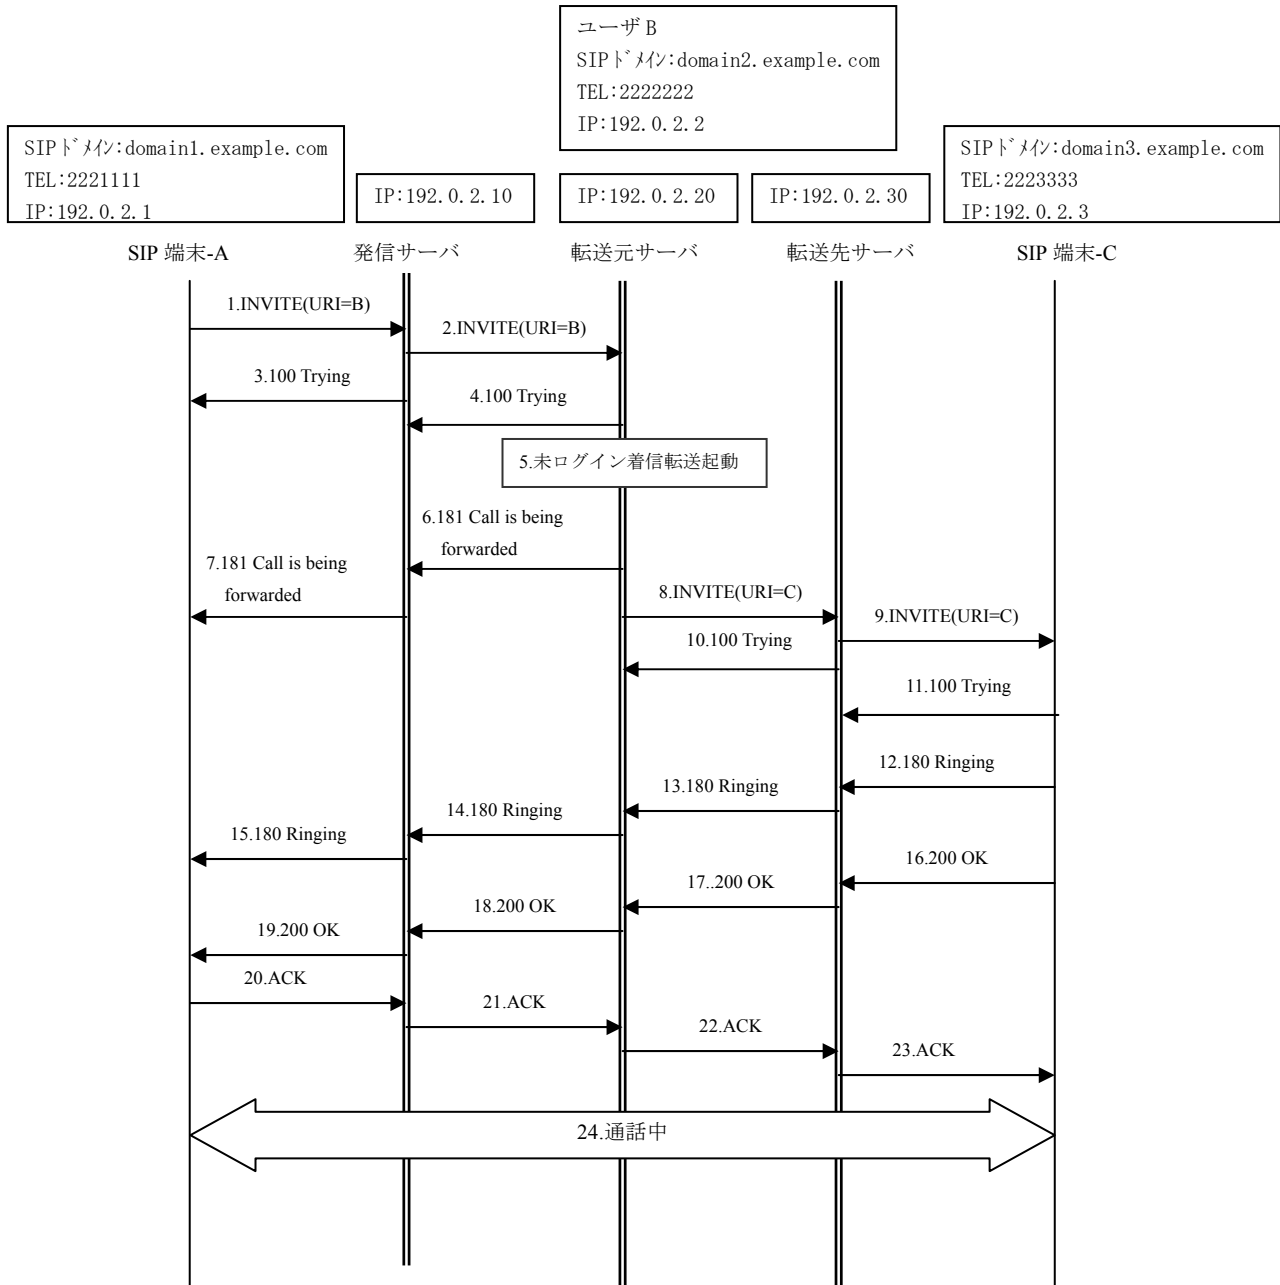 ユーザB
SIPﾄﾞﾒｲﾝ:domain2.example.com
TEL:2222222
IP:192.0.2.2
SIPﾄﾞﾒｲﾝ:domain1.example.com
TEL:2221111
IP:192.0.2.1
IP:192.0.2.10
IP:192.0.2.20
IP:192.0.2.30
SIPﾄﾞﾒｲﾝ:domain3.example.com
TEL:2223333
IP:192.0.2.3
SIP 端末-A
発信サーバ
転送元サーバ
転送先サーバ
SIP 端末-C
1.INVITE(URI=B)
2.INVITE(URI=B)
3.100 Trying
4.100 Trying
5.未ログイン着信転送起動
6.181 Call is being
forwarded
7.181 Call is being
forwarded
8.INVITE(URI=C)
9.INVITE(URI=C)
10.100 Trying
11.100 Trying
12.180 Ringing
13.180 Ringing
14.180 Ringing
15.180 Ringing
16.200 OK
17..200 OK
18.200 OK
19.200 OK
20.ACK
21.ACK
22.ACK
23.ACK
24.通話中